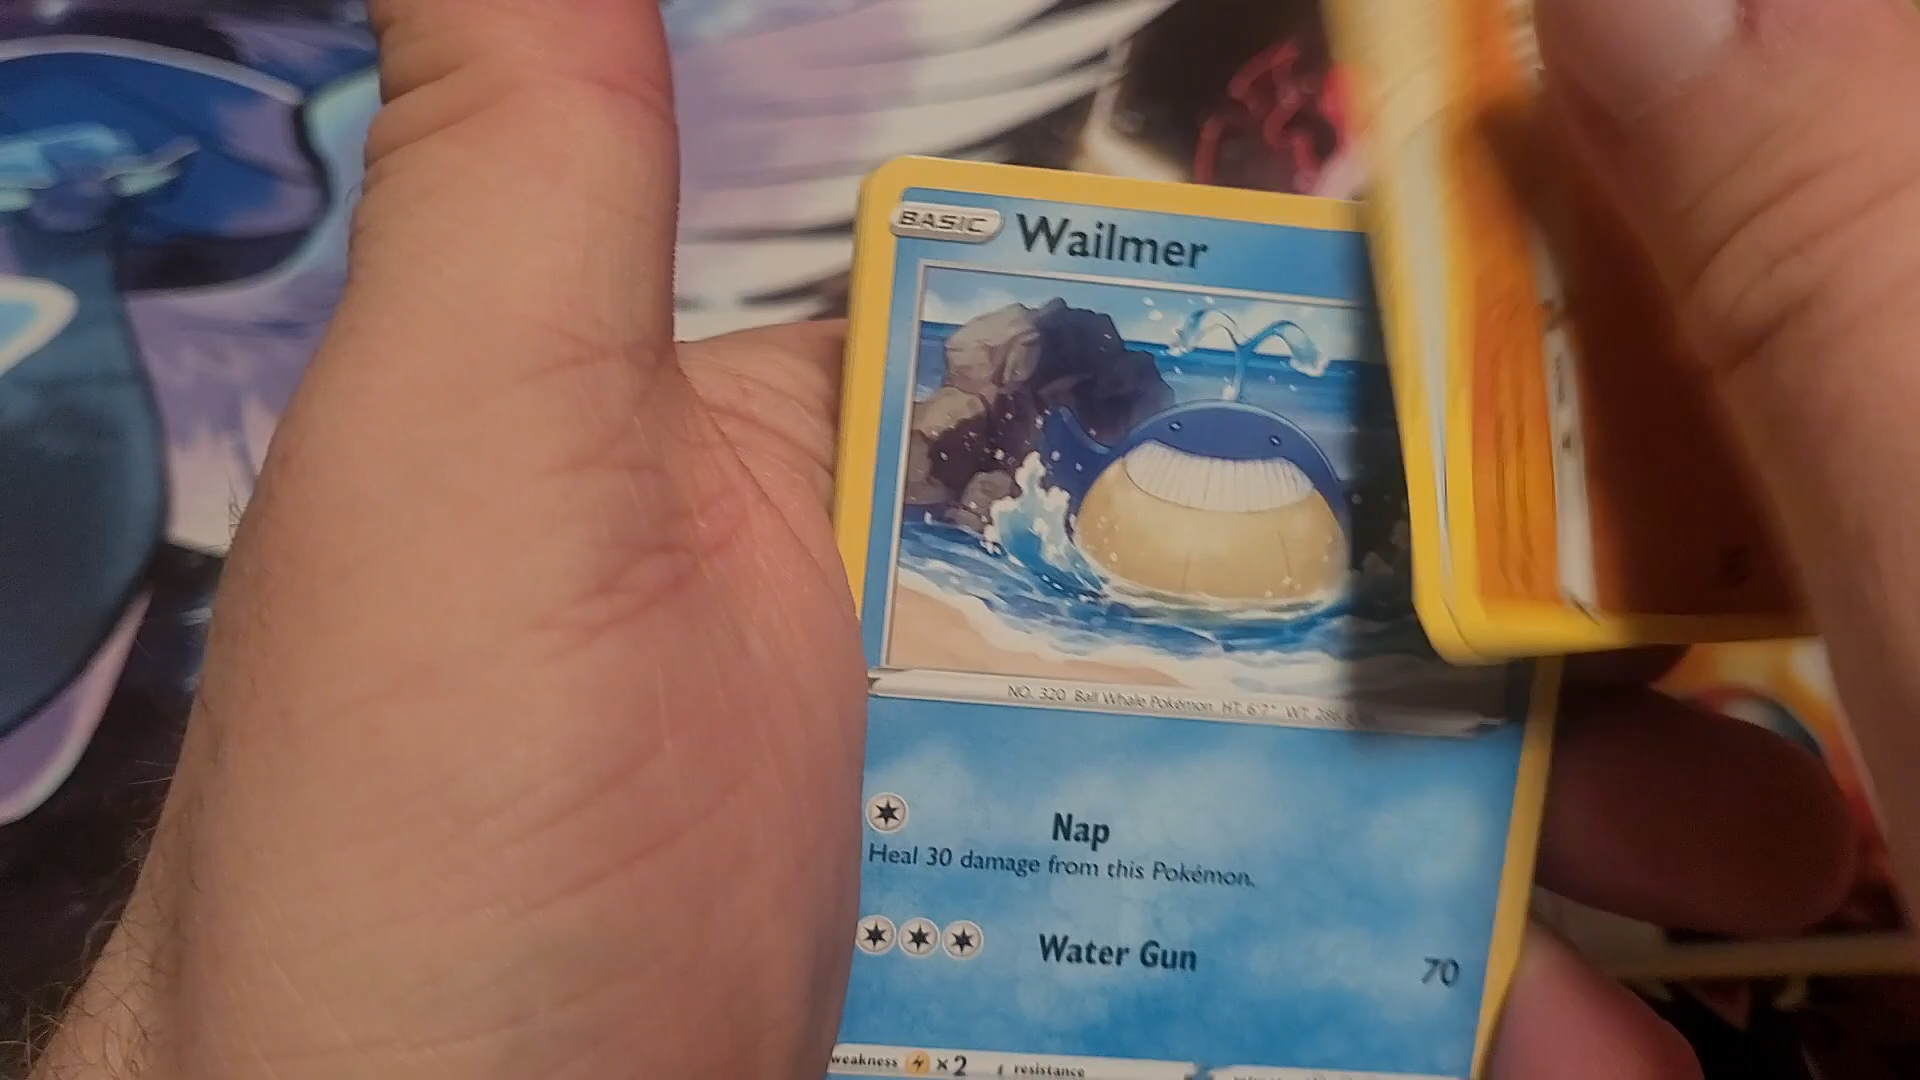 BASIC Wailmer
NO. 320 Ball Whale Pokémon HT: 6'7" WT:
Nap
Heal 30 damage from this Pokémon.
Water Gun 70
weakness ×2 resistance